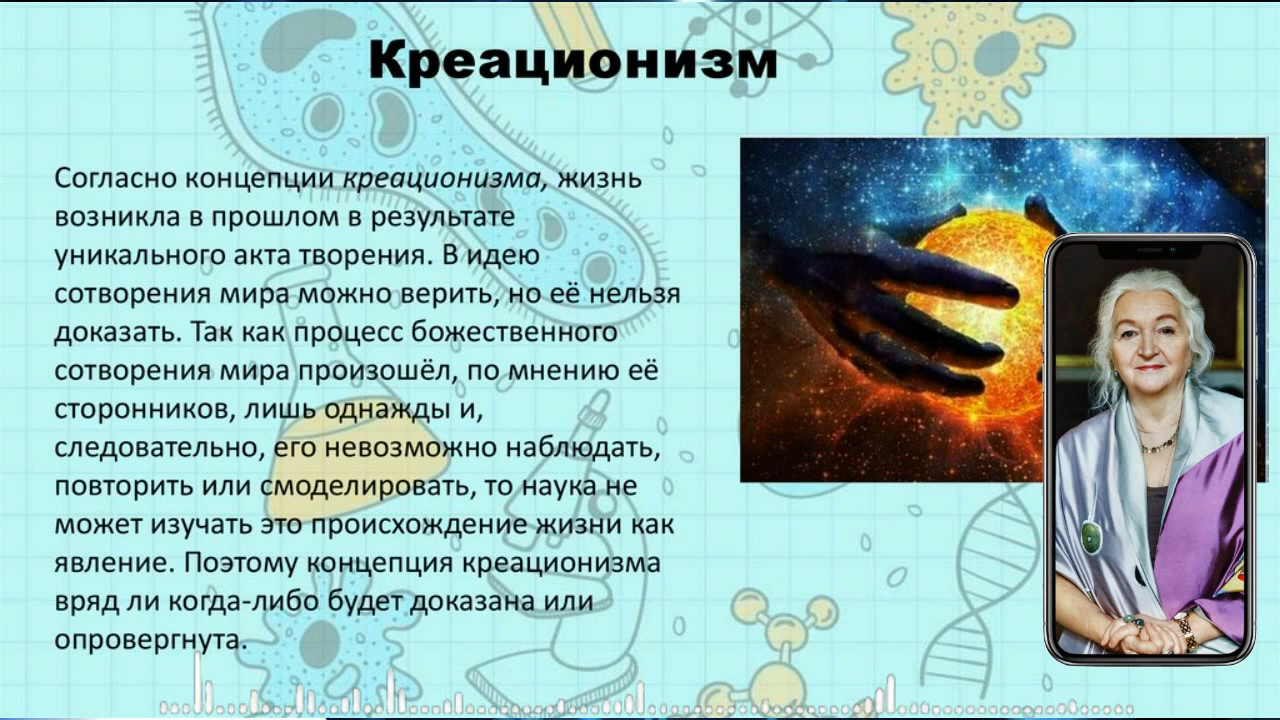 Креационизм
Согласно концепции креационизма, жизнь
возникла в прошлом в результате
уникального акта творения. В идею
сотворения мира можно верить, но её нельзя
доказать. Так как процесс божественного
сотворения мира произошёл, по мнению её
сторонников, лишь однажды и,
следовательно, его невозможно наблюдать,
повторить или смоделировать, то наука не
может изучать это происхождение жизни как
явление. Поэтому концепция креационизма
вряд ли когда-либо будет доказана или
опровергнута.